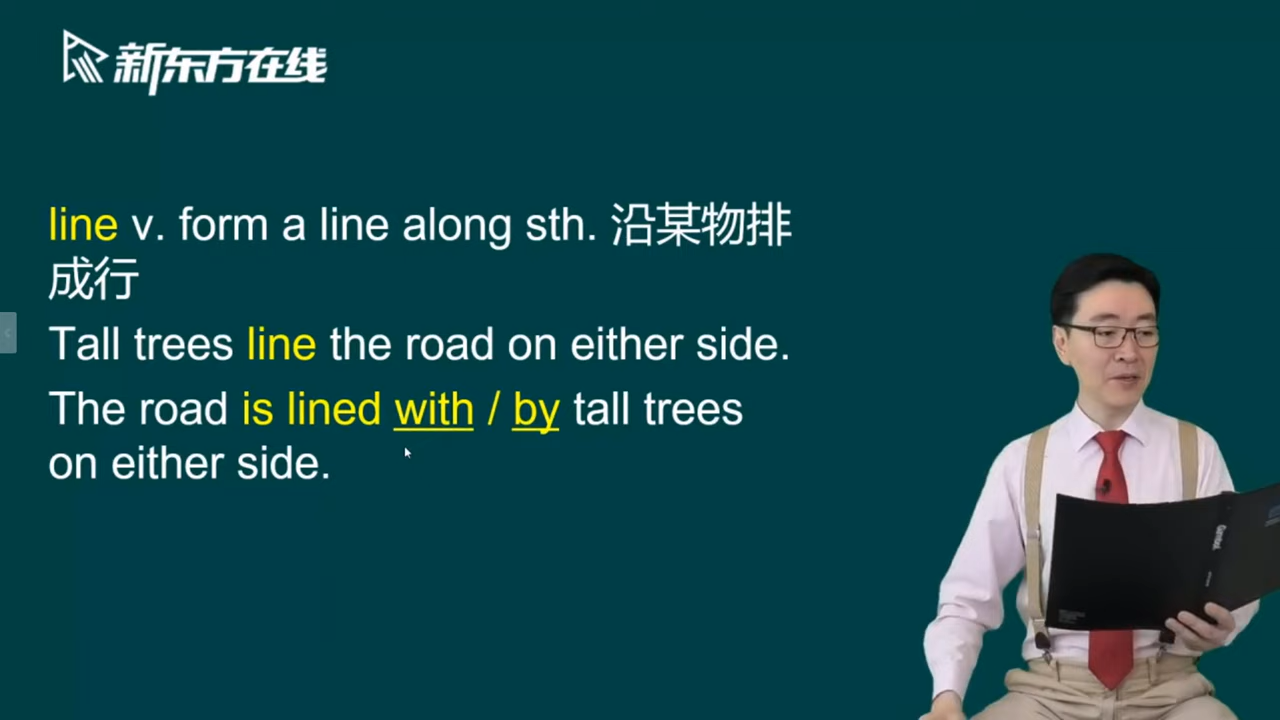 新东方在线
line v. form a line along sth. 沿某物排
成行
Tall trees line the road on either side.
The road is lined with / by tall trees
on either side.